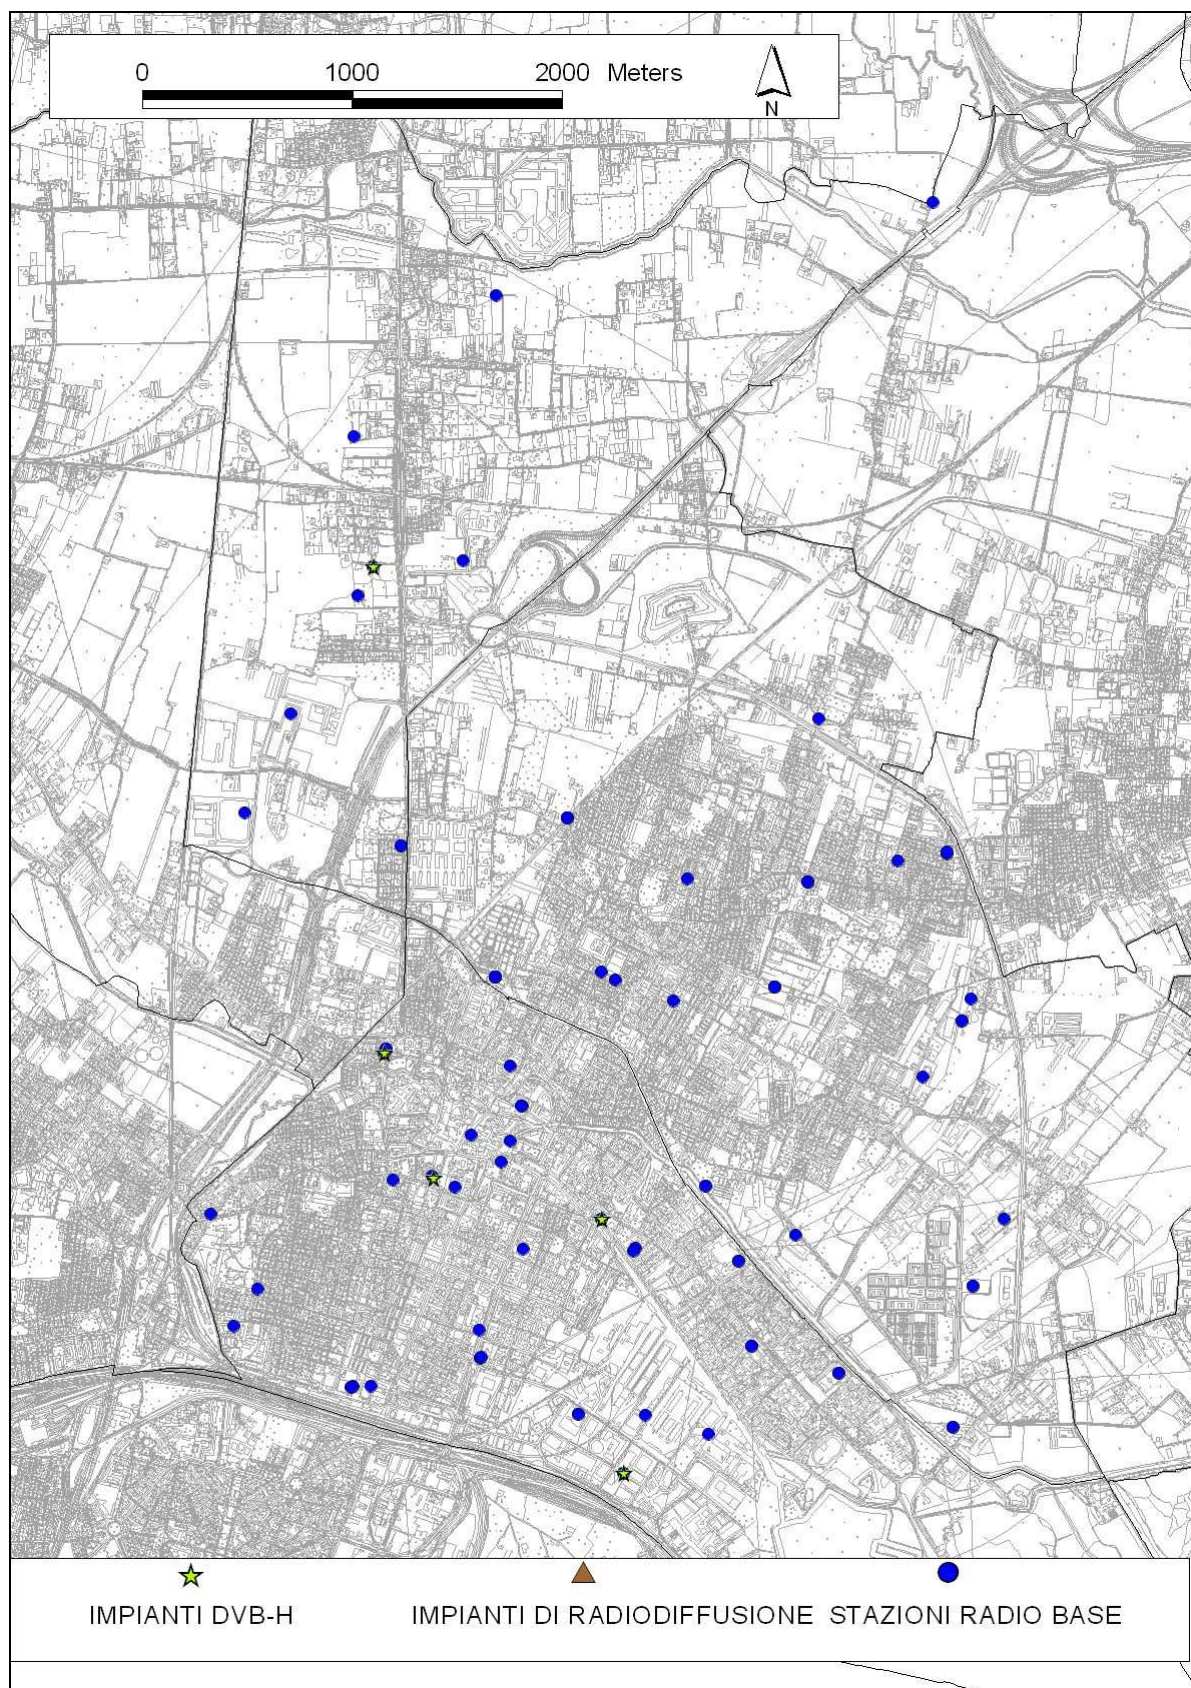 0 1000 2000 Meters
N
IMPIANTI DVB-H IMPIANTI DI RADIODIFFUSIONE STAZIONI RADIO BASE